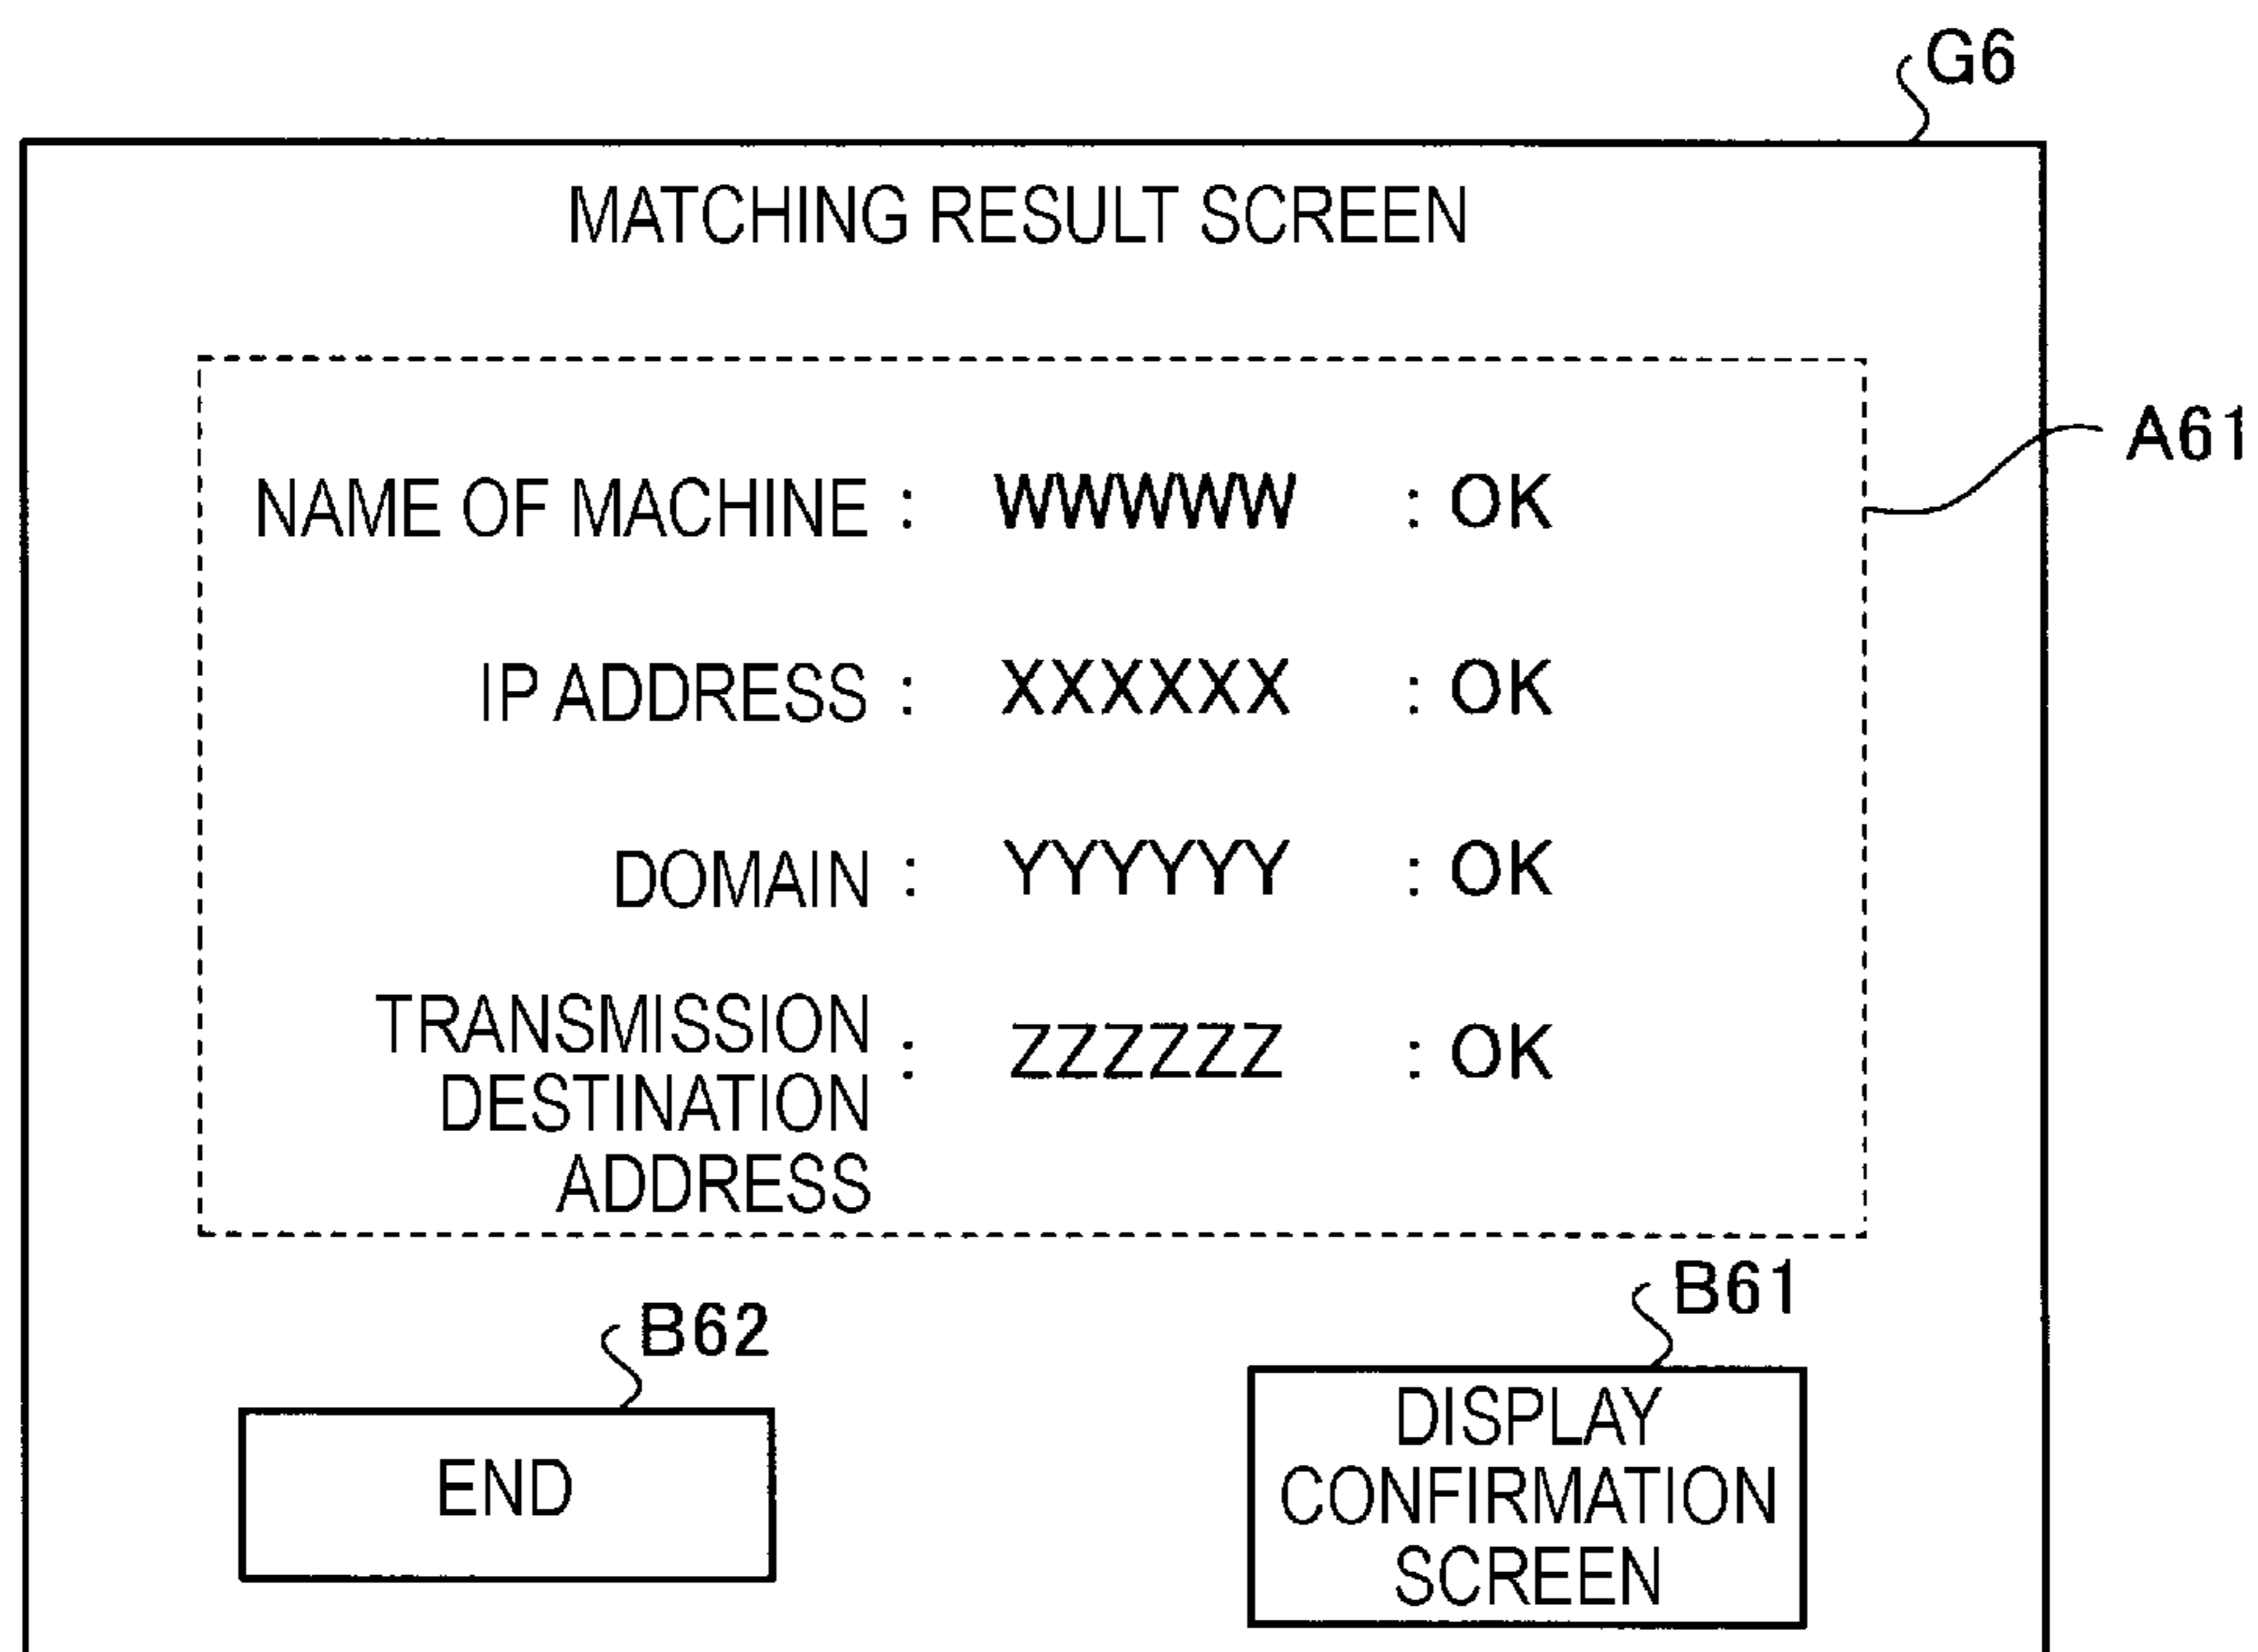 G6
MATCHING RESULT SCREEN
A61
NAME OF MACHINE : WWWWW : OK
IP ADDRESS : XXXXXX : OK
DOMAIN : YYYYYY : OK
TRANSMISSION : ZZZZZZ : OK
DESTINATION
ADDRESS
B62
B61
END
DISPLAY
CONFIRMATION
SCREEN